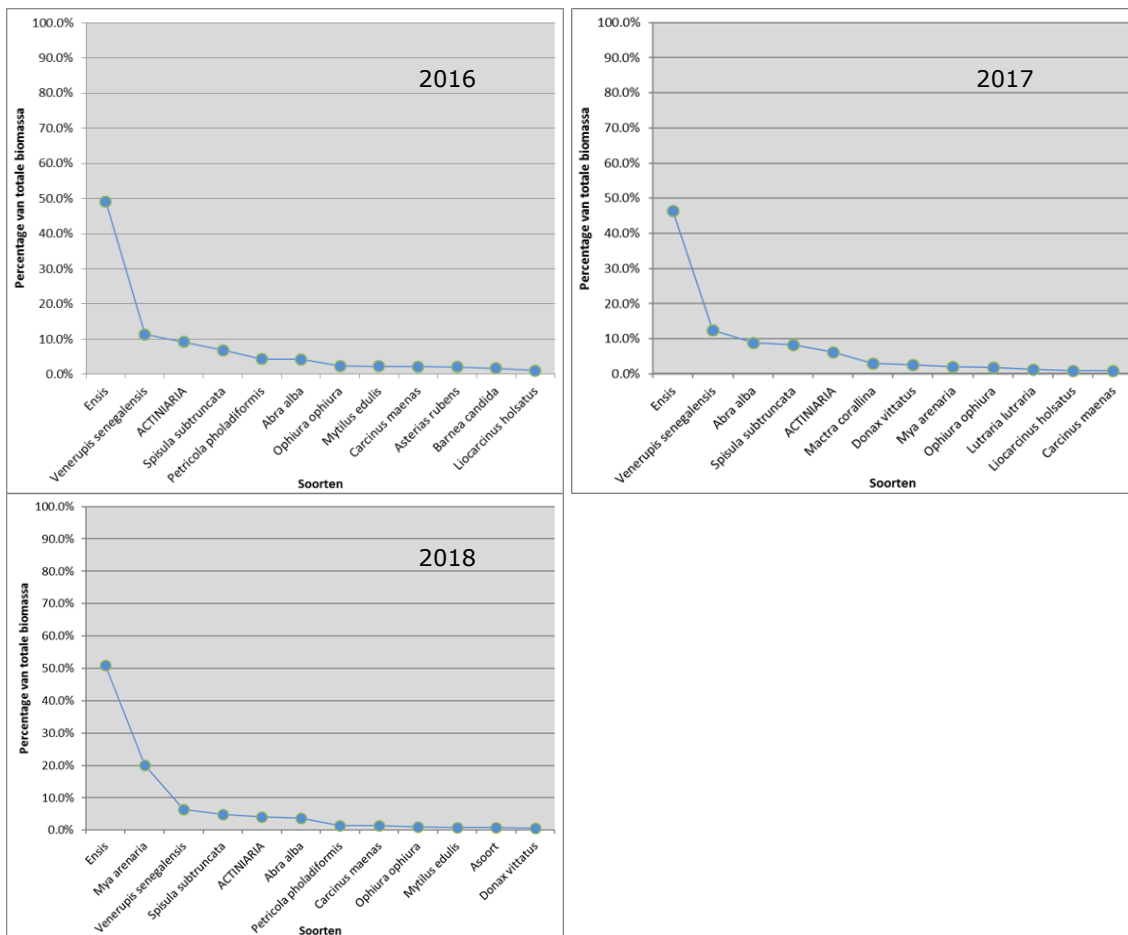 2016
Percentage van totale biomassa
100.0%
90.0%
80.0%
70.0%
60.0%
50.0%
40.0%
30.0%
20.0%
10.0%
0.0%
Ensis
Venerupis senegalensis
ACTINIARIA
Spisula subtruncata
Petricola pholadiformis
Abra alba
Ophiura ophiura
Mytilus edulis
Carcinus maenas
Asterias rubens
Barnea candida
Liocarcinus holsatus
Soorten
2017
Percentage van totale biomassa
100.0%
90.0%
80.0%
70.0%
60.0%
50.0%
40.0%
30.0%
20.0%
10.0%
0.0%
Ensis
Venerupis senegalensis
Abra alba
Spisula subtruncata
ACTINIARIA
Mactra corallina
Donax vittatus
Mya arenaria
Ophiura ophiura
Lutraria lutraria
Liocarcinus holsatus
Carcinus maenas
Soorten
2018
Percentage van totale biomassa
100.0%
90.0%
80.0%
70.0%
60.0%
50.0%
40.0%
30.0%
20.0%
10.0%
0.0%
Ensis
Mya arenaria
Venerupis senegalensis
Spisula subtruncata
ACTINIARIA
Abra alba
Petricola pholadiformis
Carcinus maenas
Ophiura ophiura
Mytilus edulis
Asoort
Donax vittatus
Soorten